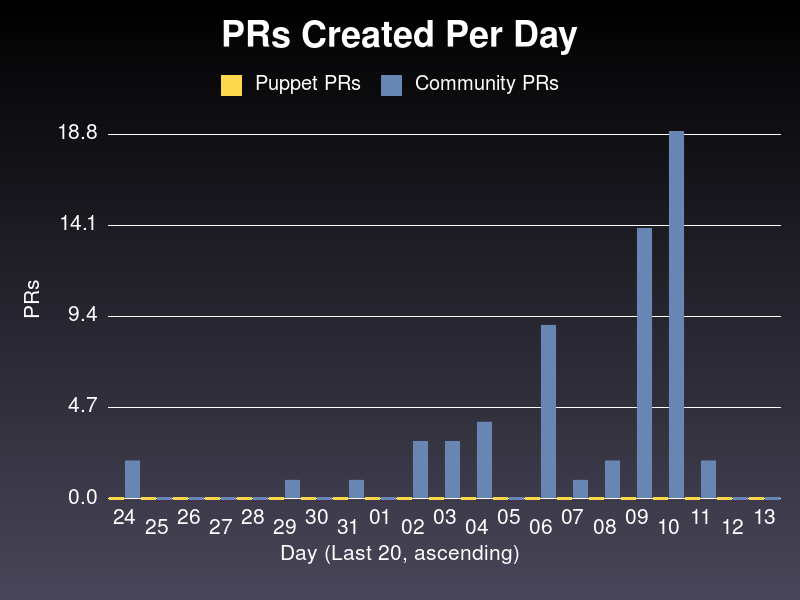 PRs Created Per Day
Puppet PRs Community PRs
18.8
14.1
9.4
4.7
0.0
PRs
24 25 26 27 28 29 30 31 01 02 03 04 05 06 07 08 09 10 11 12 13
Day (Last 20, ascending)